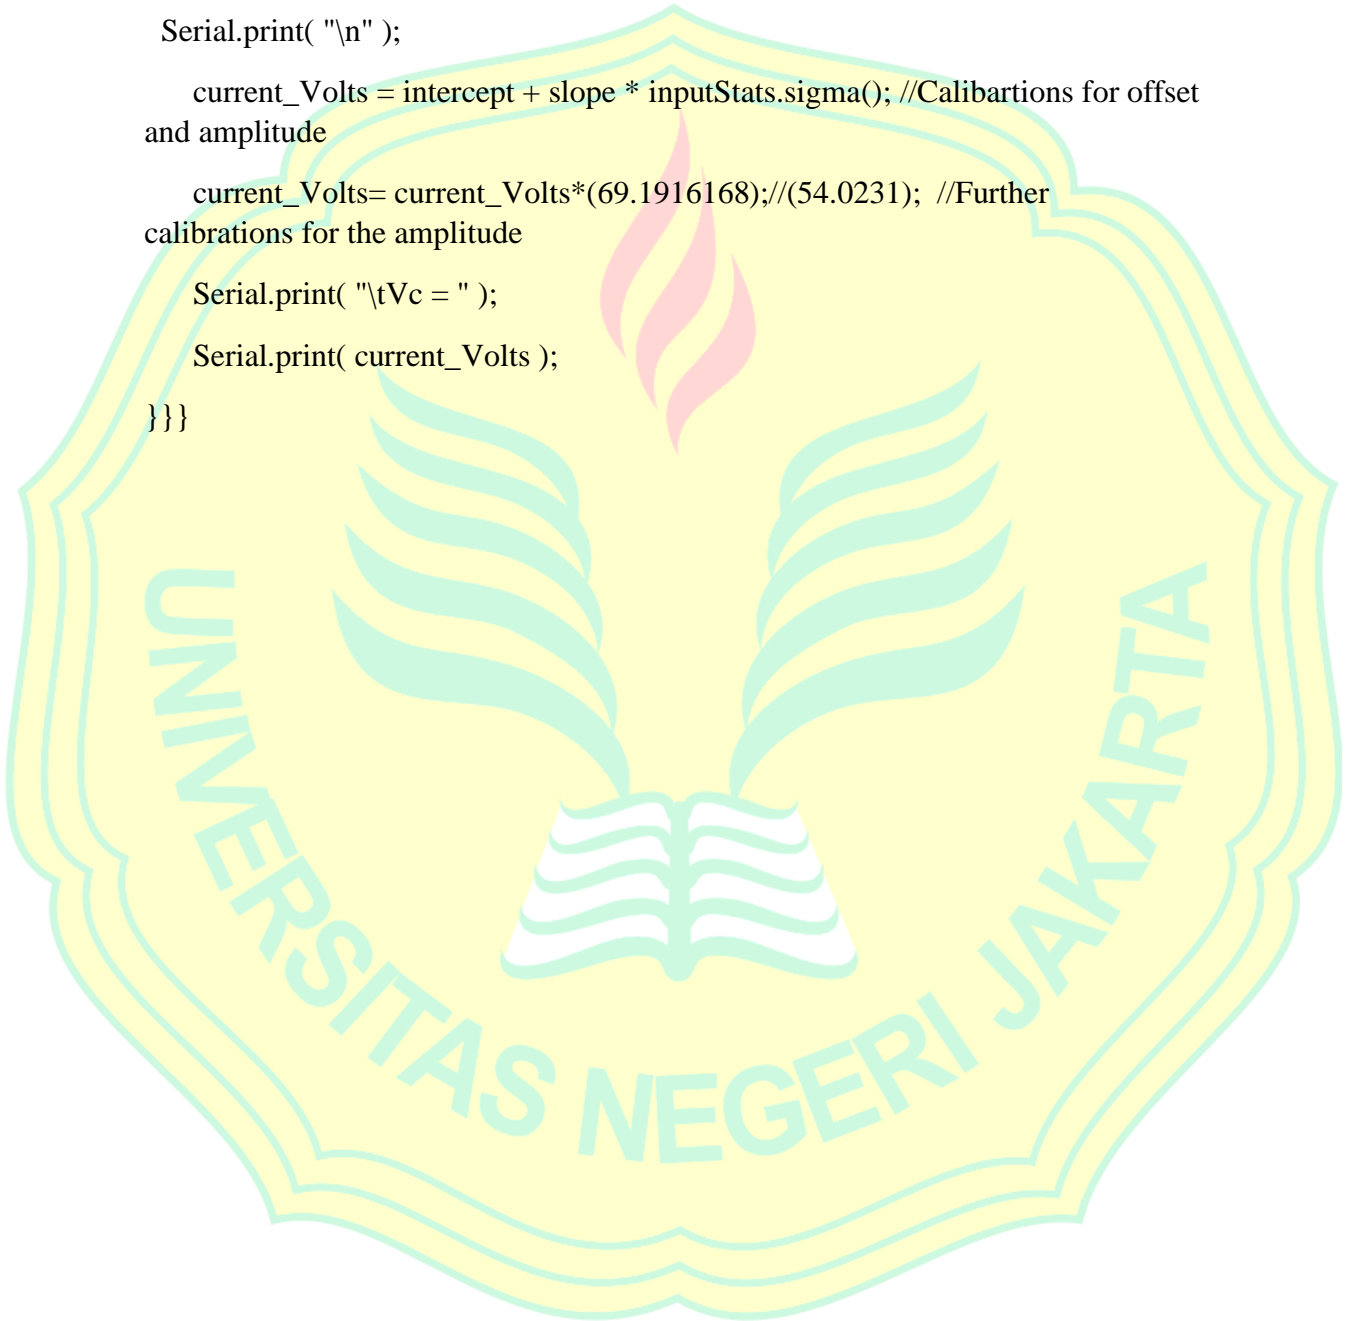 Serial.print( "\n" );
current_Volts = intercept + slope * inputStats.sigma(); //Calibartions for offset
and amplitude
current_Volts= current_Volts*(69.1916168);//(54.0231); //Further
calibrations for the amplitude
Serial.print( "\tVc = " );
Serial.print( current_Volts );
}}}
UNIVERSITAS NEGERI JAKARTA